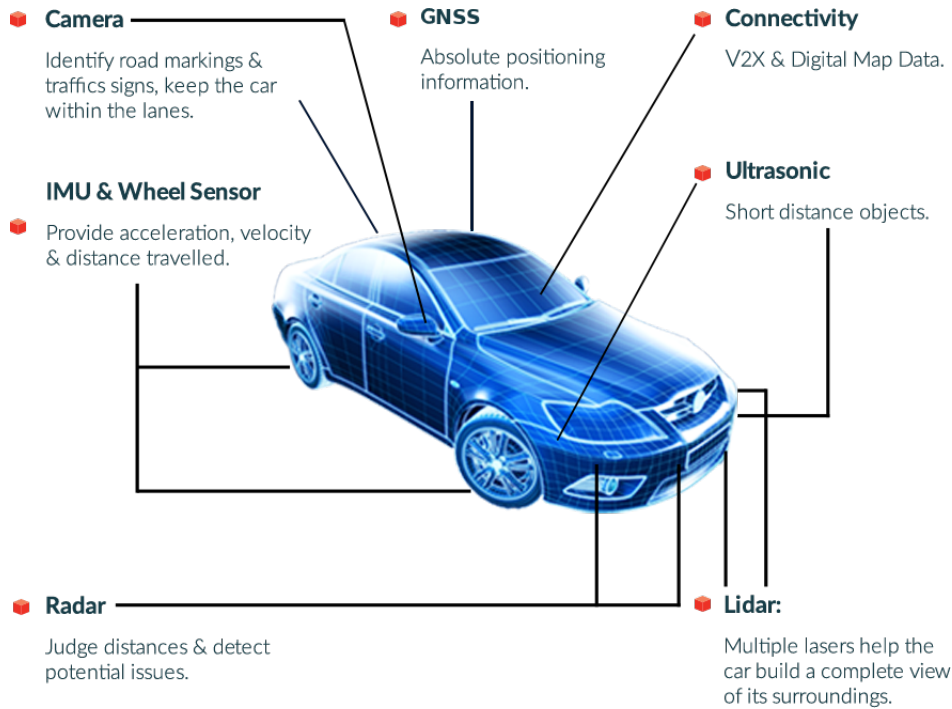 Camera
Identify road markings &
traffics signs, keep the car
within the lanes.
GNSS
Absolute positioning
information.
Connectivity
V2X & Digital Map Data.
IMU & Wheel Sensor
Provide acceleration, velocity
& distance travelled.
Ultrasonic
Short distance objects.
Radar
Judge distances & detect
potential issues.
Lidar:
Multiple lasers help the
car build a complete view
of its surroundings.